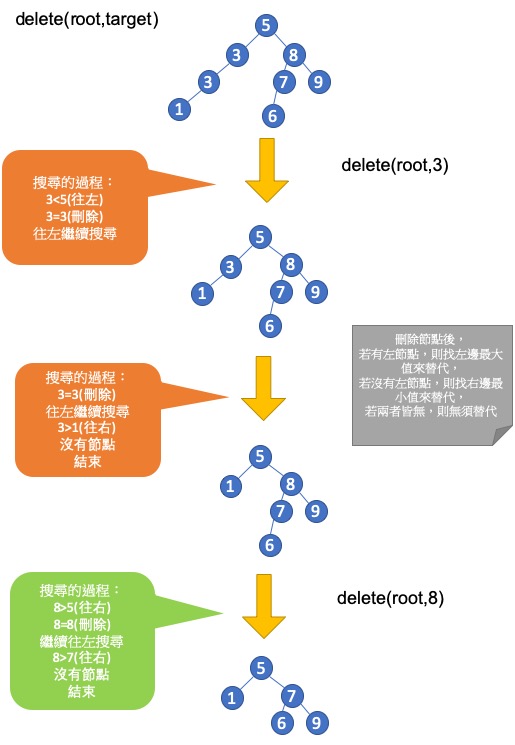 delete(root,target)
5
3
8
3
7
9
1
6
delete(root,3)
搜尋的過程：
3<5(往左)
3=3(刪除)
往左繼續搜尋
5
3
8
1
7
9
6
刪除節點後，
若有左節點，則找左邊最大
值來替代，
若沒有左節點，則找右邊最
小值來替代，
若兩者皆無，則無須替代
搜尋的過程：
3=3(刪除)
往左繼續搜尋
3>1(往右)
沒有節點
結束
5
1
8
7
9
6
搜尋的過程：
8>5(往右)
8=8(刪除)
繼續往左搜尋
8>7(往右)
沒有節點
結束
delete(root,8)
5
1
7
6
9